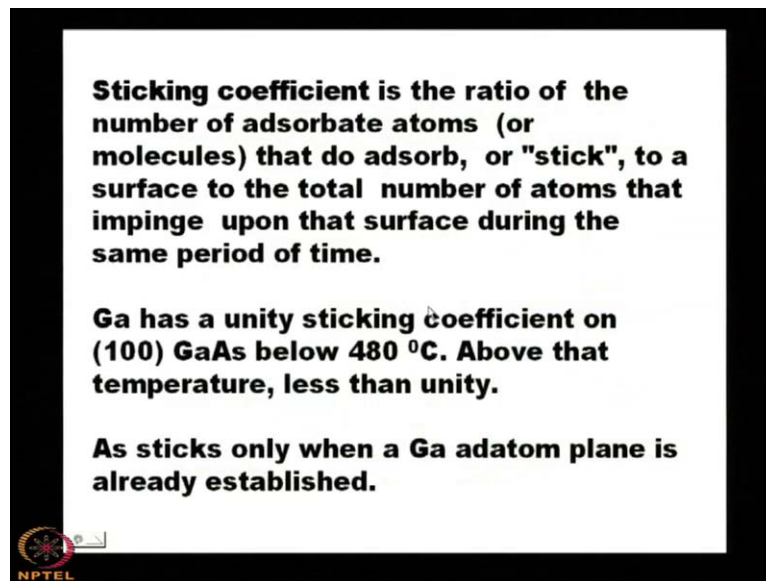 Sticking coefficient is the ratio of the
number of adsorbate atoms (or
molecules) that do adsorb, or "stick", to a
surface to the total number of atoms that
impinge upon that surface during the
same period of time.
Ga has a unity sticking coefficient on
(100) GaAs below 480 ⁰C. Above that
temperature, less than unity.
As sticks only when a Ga adatom plane is
already established.
NPTEL